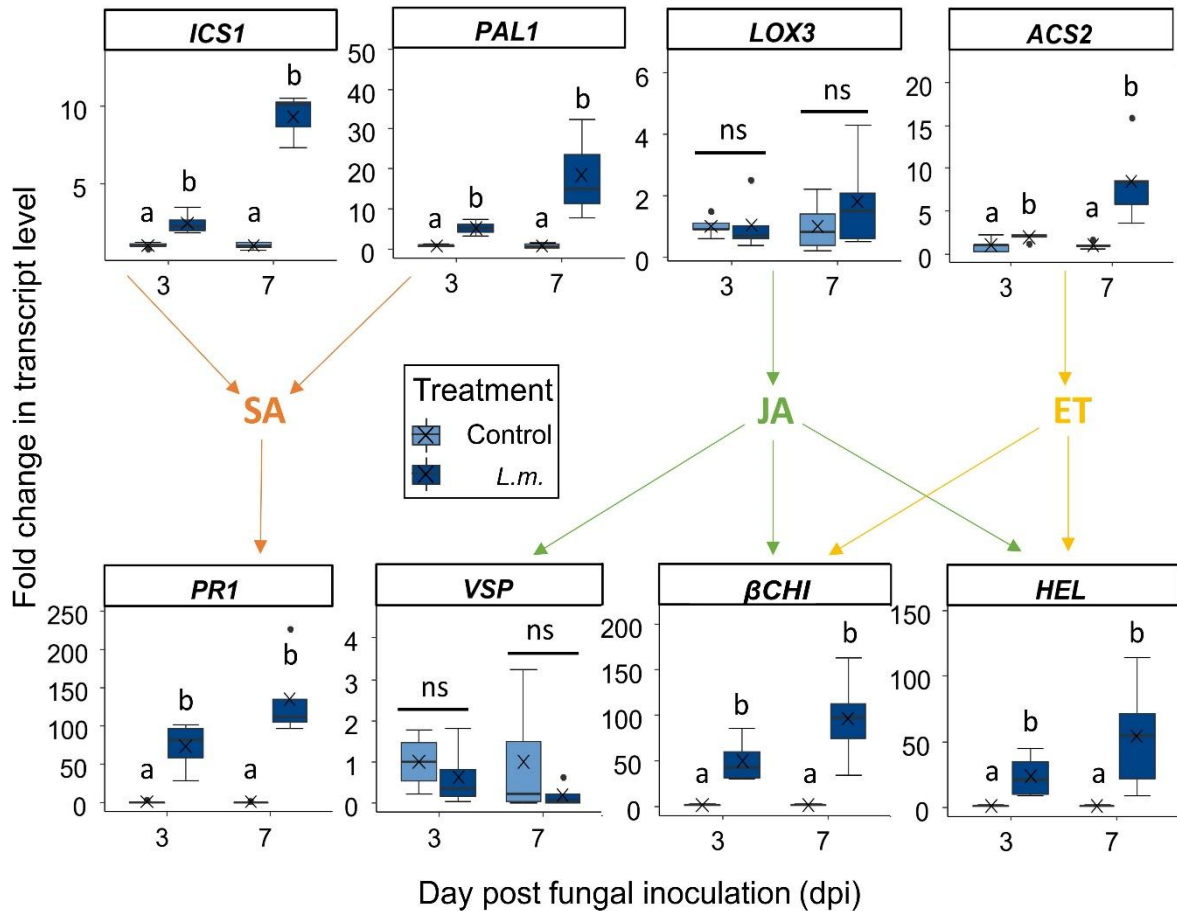 ICS1
PAL1
LOX3
ACS2
10
5
a
b
a
b
3
7
50
40
30
20
10
0
a
b
a
b
3
7
6
4
2
0
ns
ns
3
7
20
15
10
5
0
a
b
a
b
3
7
Fold change in transcript level
SA
Treatment
Control
L.m.
JA
ET
PR1
VSP
βCHI
HEL
250
200
150
100
50
0
a
b
a
b
3
7
4
3
2
1
0
ns
ns
3
7
200
150
100
50
0
a
b
a
b
3
7
150
100
50
0
a
b
a
b
3
7
Day post fungal inoculation (dpi)